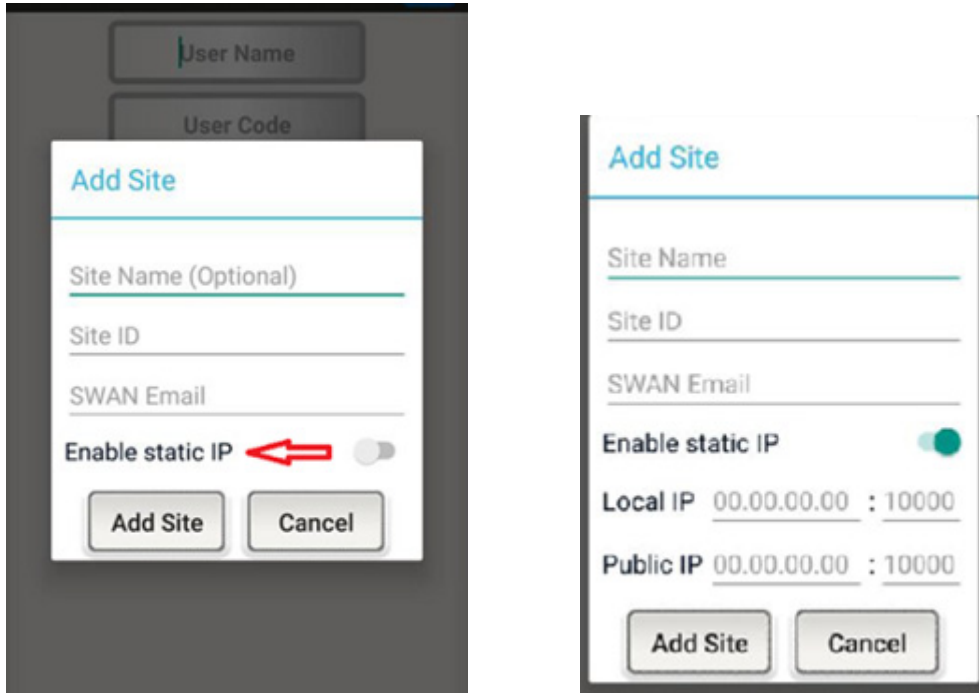 User Name
User Code
Add Site
Site Name (Optional)
Site ID
SWAN Email
Enable static IP
Add Site
Cancel
Add Site
Site Name
Site ID
SWAN Email
Enable static IP
Local IP 00.00.00.00 : 10000
Public IP 00.00.00.00 : 10000
Add Site
Cancel